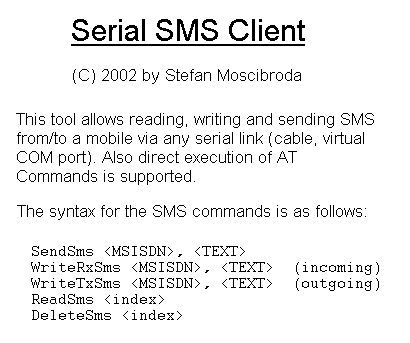 Serial SMS Client
(C) 2002 by Stefan Moscibroda
This tool allows reading, writing and sending SMS
from/to a mobile via any serial link (cable, virtual
COM port). Also direct execution of AT
Commands is supported.
The syntax for the SMS commands is as follows:
SendSms <MSISDN>, <TEXT>
WriteRxSms <MSISDN>, <TEXT> (incoming)
WriteTxSms <MSISDN>, <TEXT> (outgoing)
ReadSms <index>
DeleteSms <index>